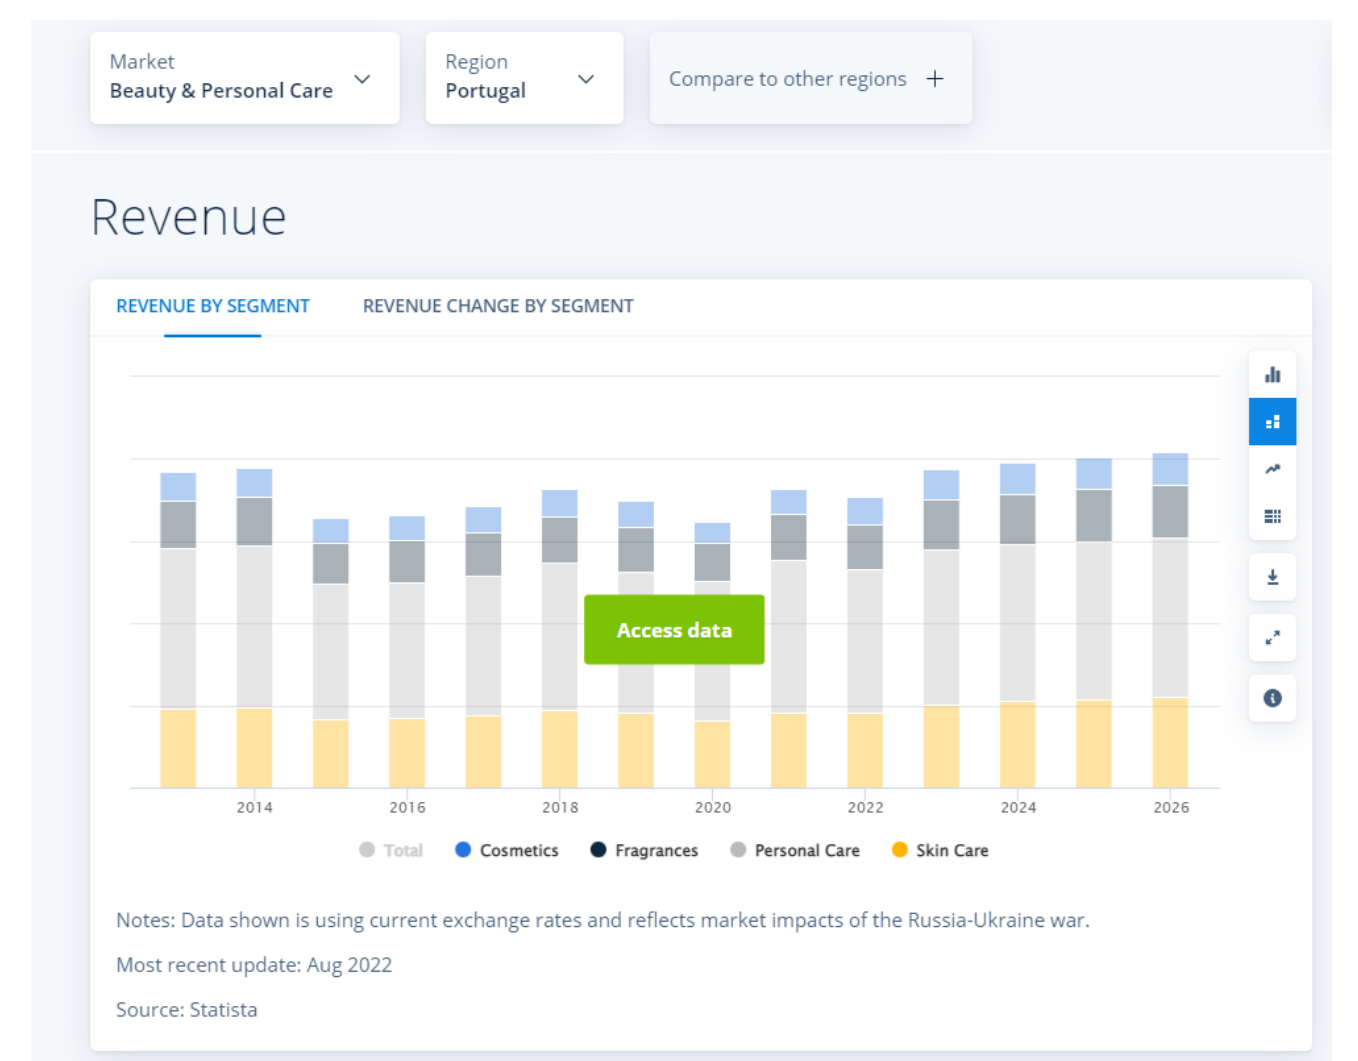 Market
Beauty & Personal Care
Region
Portugal
Compare to other regions +
Revenue
REVENUE BY SEGMENT
REVENUE CHANGE BY SEGMENT
Access data
2014 2016 2018 2020 2022 2024 2026
Total Cosmetics Fragrances Personal Care Skin Care
Notes: Data shown is using current exchange rates and reflects market impacts of the Russia-Ukraine war.
Most recent update: Aug 2022
Source: Statista